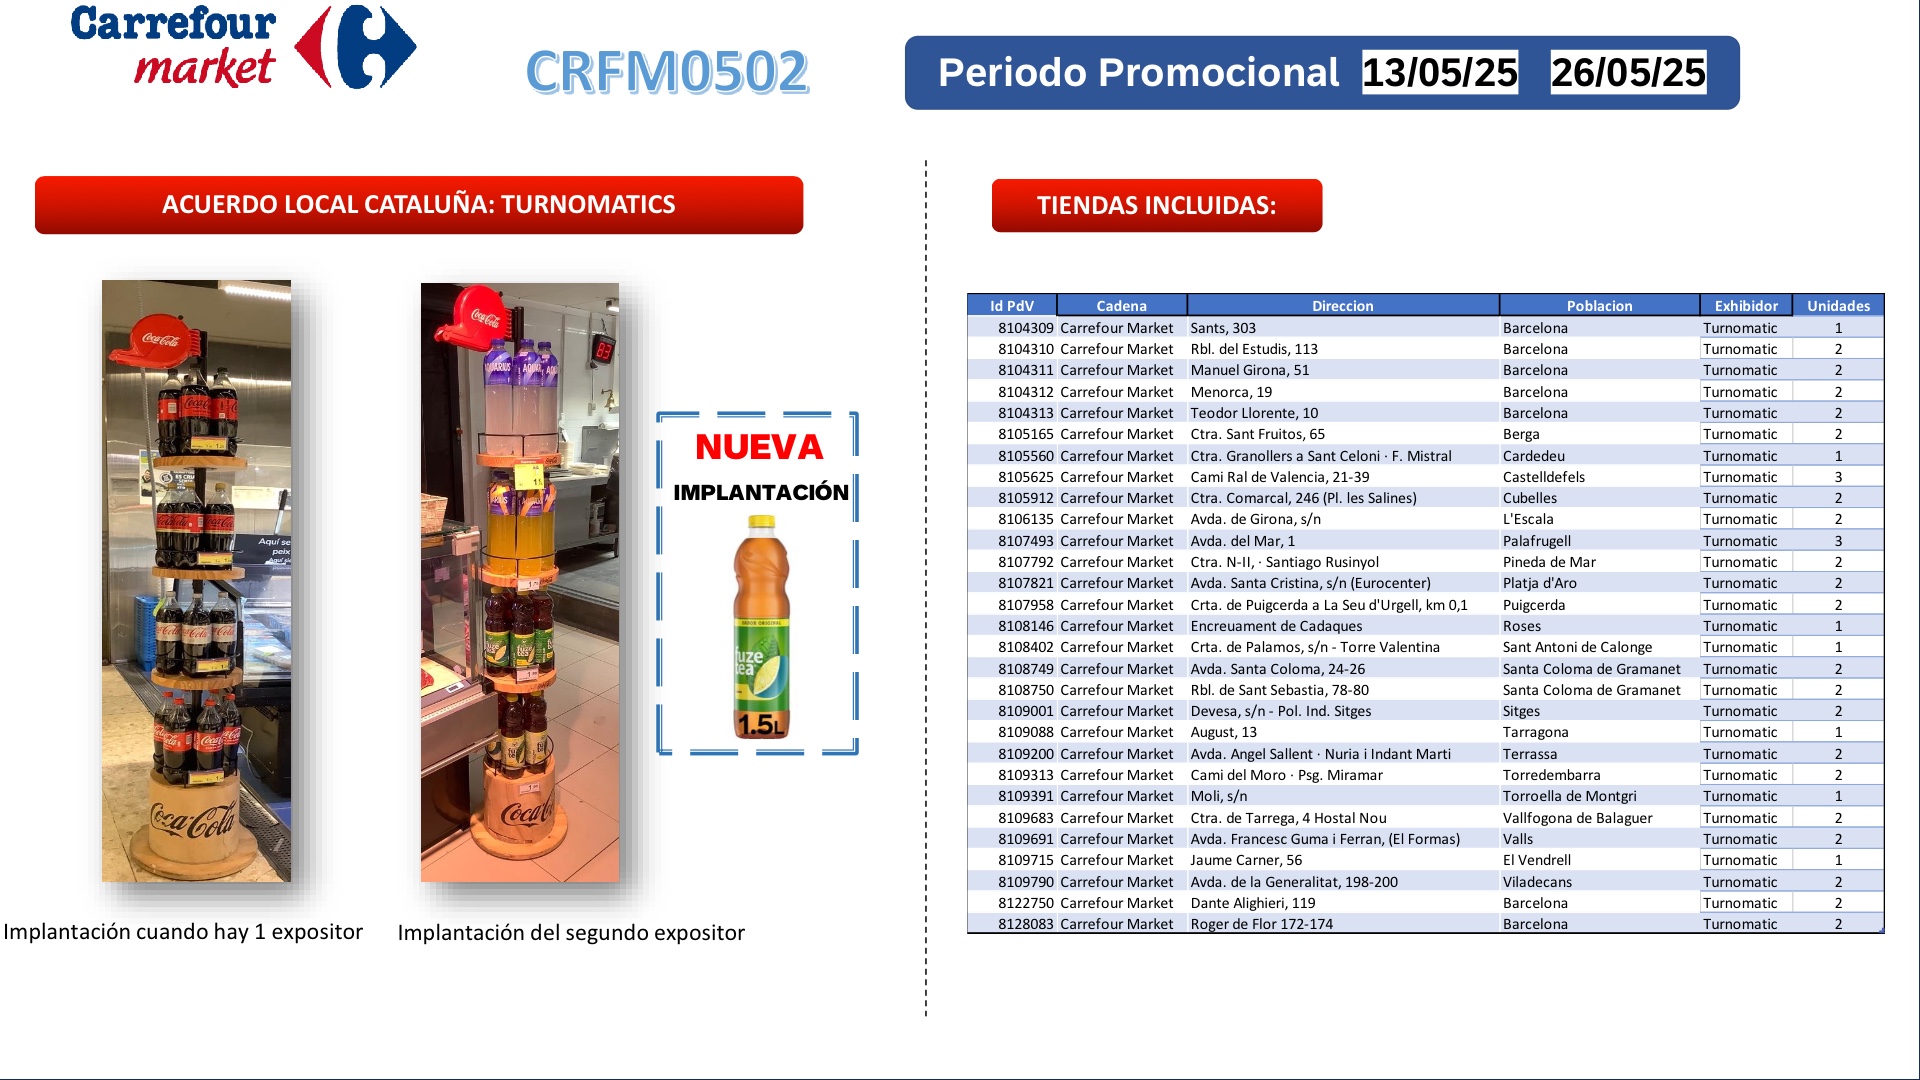 Carrefour
market
CRFM0502
Periodo Promocional 13/05/25 26/05/25
ACUERDO LOCAL CATALUÑA: TURNOMATICS
Coca-Cola
Coca-Cola
Coca-Cola
AQUARIUS
83
NUEVA
IMPLANTACIÓN
SABOR ORIGINAL
fuze
tea
1.5L
Implantación cuando hay 1 expositor
Implantación del segundo expositor
TIENDAS INCLUIDAS:
Id PdV Cadena Direccion Poblacion Exhibidor Unidades
8104309 Carrefour Market Sants, 303 Barcelona Turnomatic 1
8104310 Carrefour Market Rbl. del Estudis, 113 Barcelona Turnomatic 2
8104311 Carrefour Market Manuel Girona, 51 Barcelona Turnomatic 2
8104312 Carrefour Market Menorca, 19 Barcelona Turnomatic 2
8104313 Carrefour Market Teodor Llorente, 10 Barcelona Turnomatic 2
8105165 Carrefour Market Ctra. Sant Fruitos, 65 Berga Turnomatic 2
8105560 Carrefour Market Ctra. Granollers a Sant Celoni · F. Mistral Cardedeu Turnomatic 1
8105625 Carrefour Market Cami Ral de Valencia, 21-39 Castelldefels Turnomatic 3
8105912 Carrefour Market Ctra. Comarcal, 246 (Pl. les Salines) Cubelles Turnomatic 2
8106135 Carrefour Market Avda. de Girona, s/n L'Escala Turnomatic 2
8107493 Carrefour Market Avda. del Mar, 1 Palafrugell Turnomatic 3
8107792 Carrefour Market Ctra. N-II, · Santiago Rusinyol Pineda de Mar Turnomatic 2
8107821 Carrefour Market Avda. Santa Cristina, s/n (Eurocenter) Platja d'Aro Turnomatic 2
8107958 Carrefour Market Crta. de Puigcerda a La Seu d'Urgell, km 0,1 Puigcerda Turnomatic 2
8108146 Carrefour Market Encreuament de Cadaques Roses Turnomatic 1
8108402 Carrefour Market Crta. de Palamos, s/n - Torre Valentina Sant Antoni de Calonge Turnomatic 1
8108749 Carrefour Market Avda. Santa Coloma, 24-26 Santa Coloma de Gramanet Turnomatic 2
8108750 Carrefour Market Rbl. de Sant Sebastia, 78-80 Santa Coloma de Gramanet Turnomatic 2
8109001 Carrefour Market Devesa, s/n - Pol. Ind. Sitges Sitges Turnomatic 2
8109088 Carrefour Market August, 13 Tarragona Turnomatic 1
8109200 Carrefour Market Avda. Angel Sallent · Nuria i Indant Marti Terrassa Turnomatic 2
8109313 Carrefour Market Cami del Moro · Psg. Miramar Torredembarra Turnomatic 2
8109391 Carrefour Market Moli, s/n Torroella de Montgri Turnomatic 1
8109683 Carrefour Market Ctra. de Tarrega, 4 Hostal Nou Vallfogona de Balaguer Turnomatic 2
8109691 Carrefour Market Avda. Francesc Guma i Ferran, (El Formas) Valls Turnomatic 2
8109715 Carrefour Market Jaume Carner, 56 El Vendrell Turnomatic 1
8109790 Carrefour Market Avda. de la Generalitat, 198-200 Viladecans Turnomatic 2
8122750 Carrefour Market Dante Alighieri, 119 Barcelona Turnomatic 2
8128083 Carrefour Market Roger de Flor 172-174 Barcelona Turnomatic 2